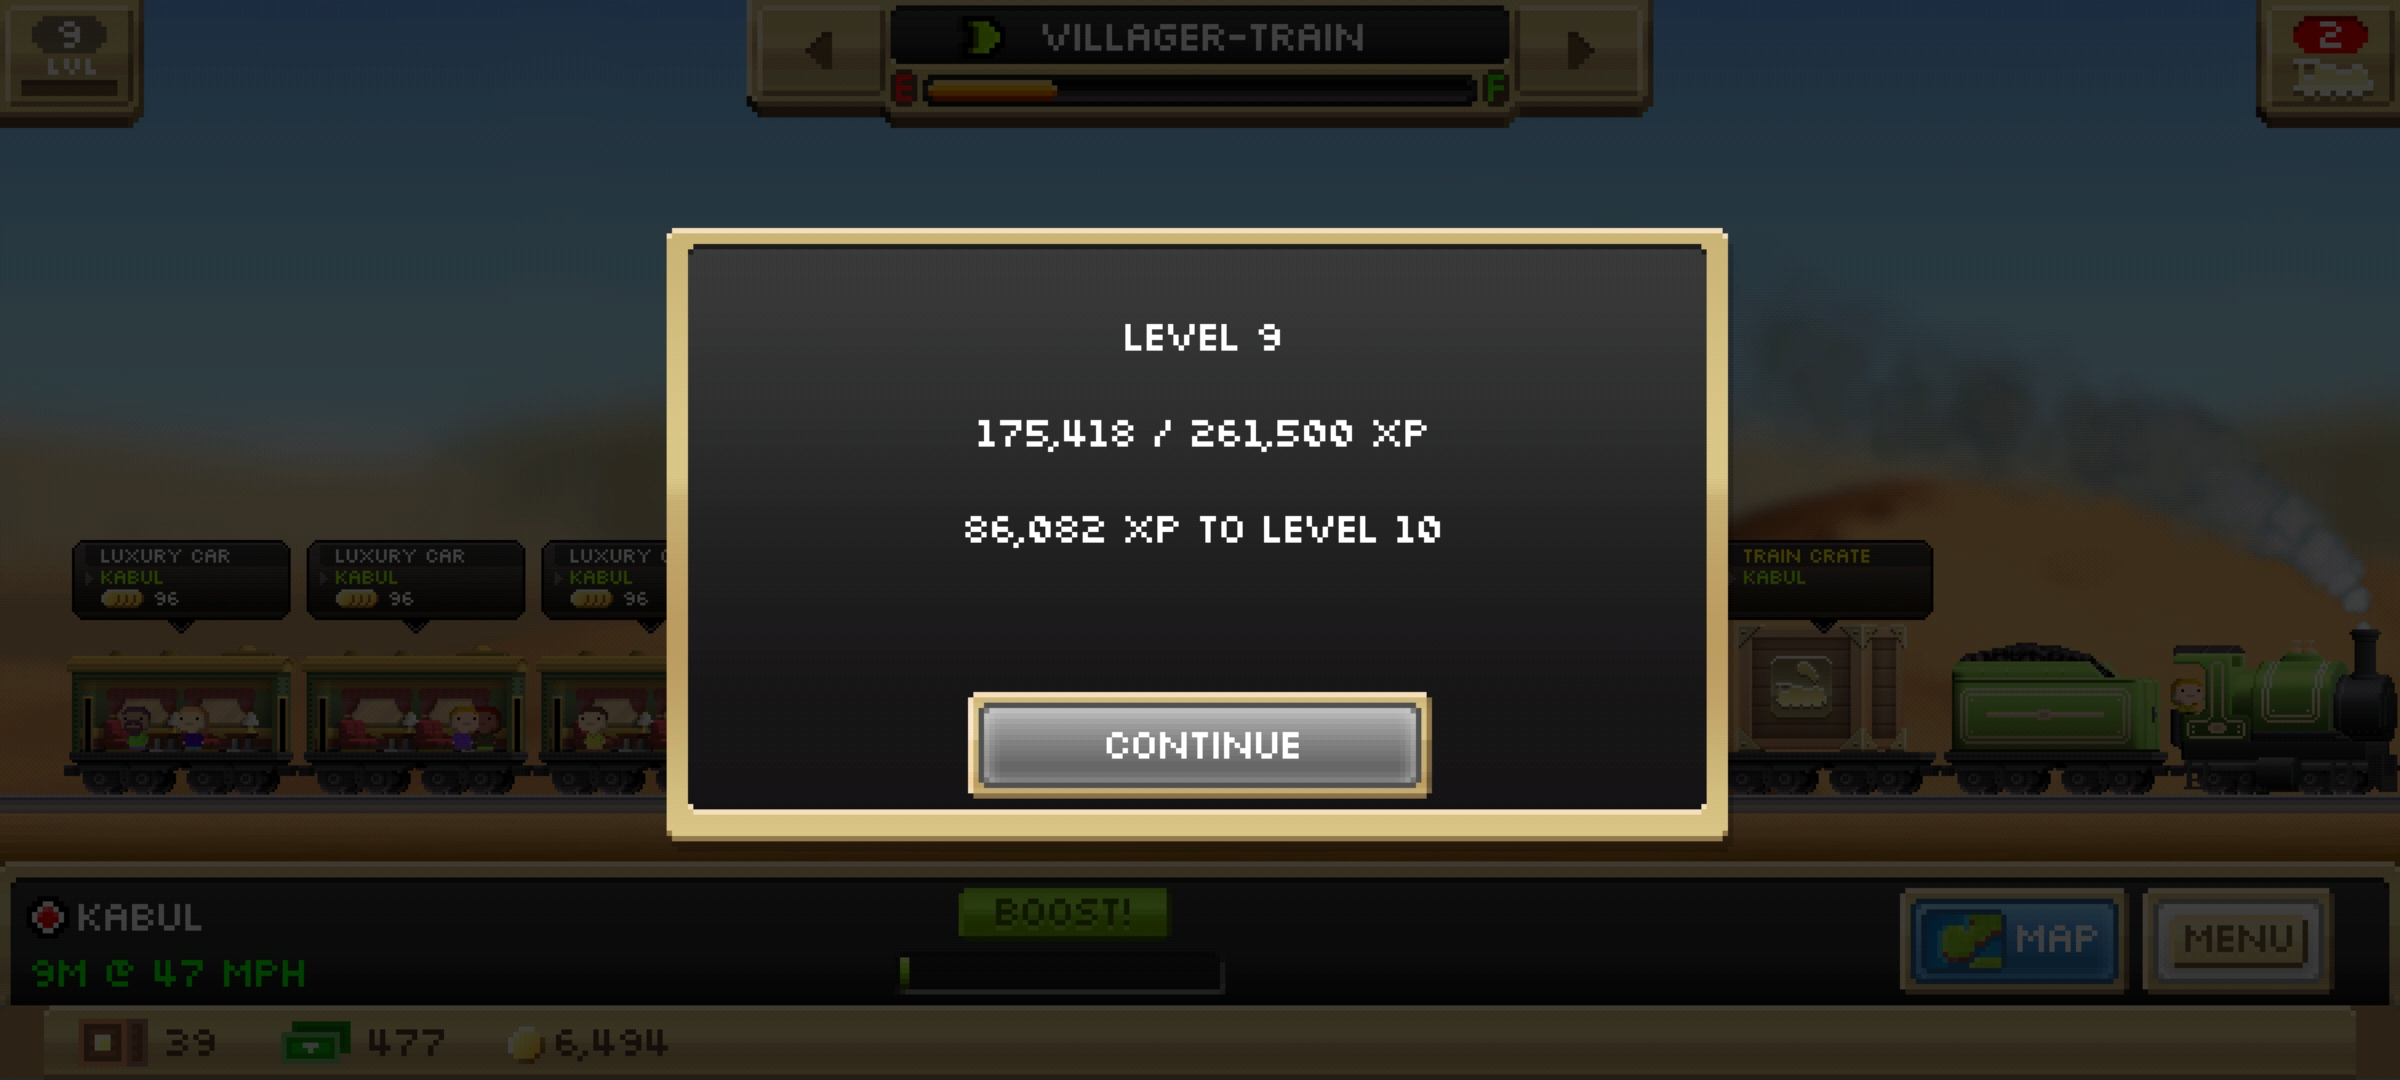 9
LVL
VILLAGER-TRAIN
E
F
2
LEVEL 9
175,418 / 261,500 XP
86,082 XP TO LEVEL 10
CONTINUE
LUXURY CAR
KABUL
96
LUXURY CAR
KABUL
96
LUXURY C
KABUL
96
TRAIN CRATE
KABUL
KABUL
9M @ 47 MPH
BOOST!
MAP
MENU
39
477
6,494